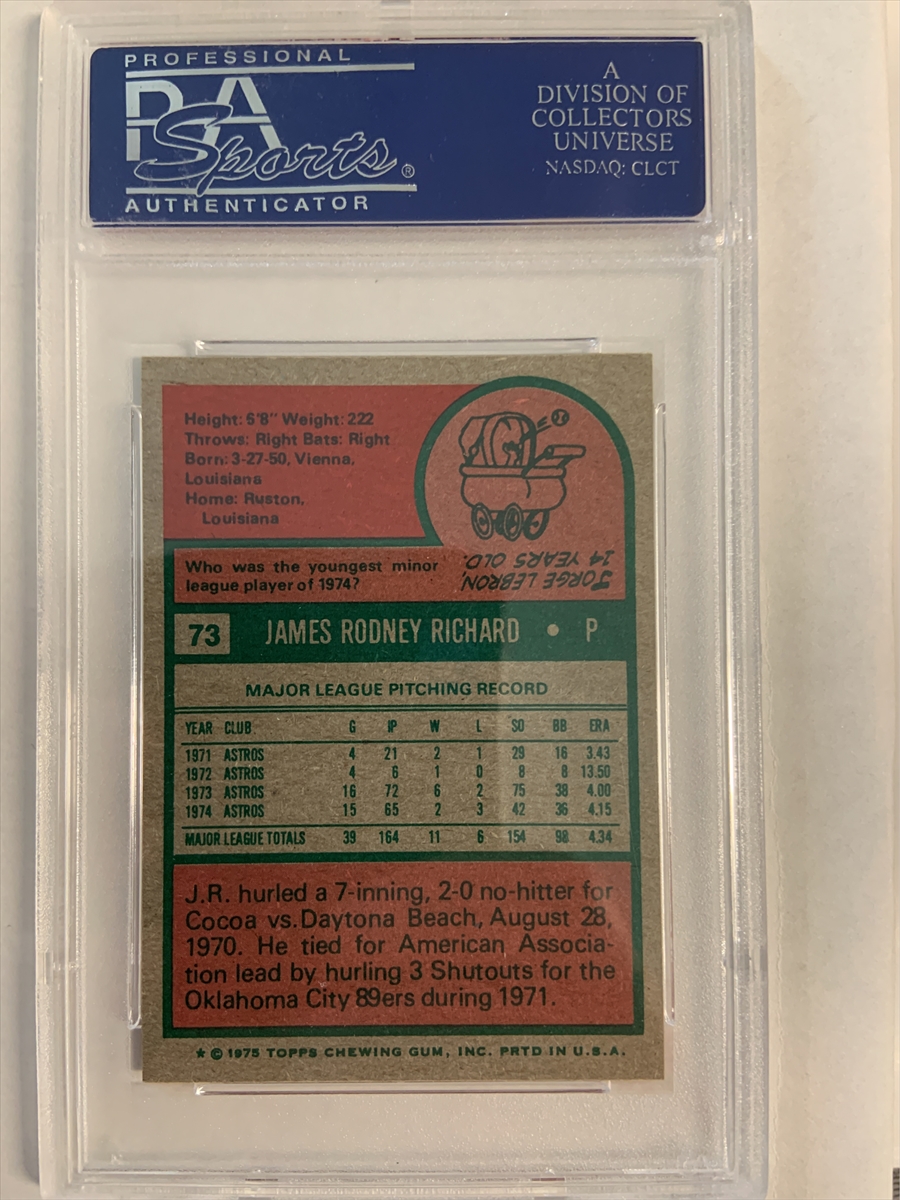 PROFESSIONAL
PSA
Sports®
AUTHENTICATOR
A
DIVISION OF
COLLECTORS
UNIVERSE
NASDAQ: CLCT
Height: 6'8" Weight: 222
Throws: Right Bats: Right
Born: 3-27-50, Vienna,
Louisiana
Home: Ruston,
Louisiana
Who was the youngest minor
league player of 1974?
JORGE LEBRON,
14 YEARS OLD.
73 JAMES RODNEY RICHARD • P
MAJOR LEAGUE PITCHING RECORD
YEAR CLUB G IP W L SO BB ERA
1971 ASTROS 4 21 2 1 29 16 3.43
1972 ASTROS 4 6 1 0 8 8 13.50
1973 ASTROS 16 72 6 2 75 38 4.00
1974 ASTROS 15 65 2 3 42 36 4.15
MAJOR LEAGUE TOTALS 39 164 11 6 154 98 4.34
J.R. hurled a 7-inning, 2-0 no-hitter for
Cocoa vs. Daytona Beach, August 28,
1970. He tied for American Associa-
tion lead by hurling 3 Shutouts for the
Oklahoma City 89ers during 1971.
★ © 1975 TOPPS CHEWING GUM, INC. PRTD IN U.S.A.